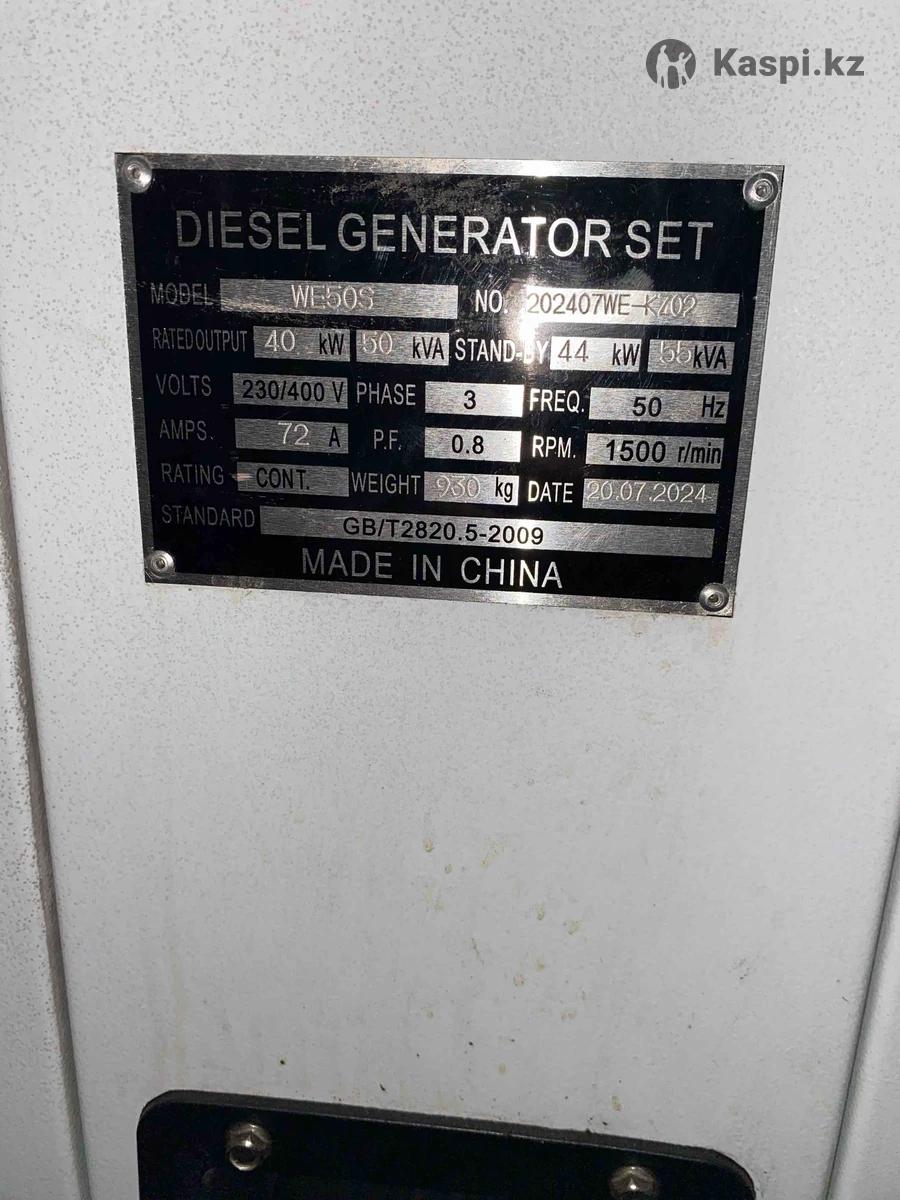 Kaspi.kz
DIESEL GENERATOR SET
MODEL WE50S NO. 202407WE-K702
RATED OUTPUT 40 kW 50 kVA STAND-BY 44 kW 55 kVA
VOLTS 230/400 V PHASE 3 FREQ. 50 Hz
AMPS. 72 A P.F. 0.8 RPM. 1500 r/min
RATING CONT. WEIGHT 930 kg DATE 20.07.2024
STANDARD GB/T2820.5-2009
MADE IN CHINA